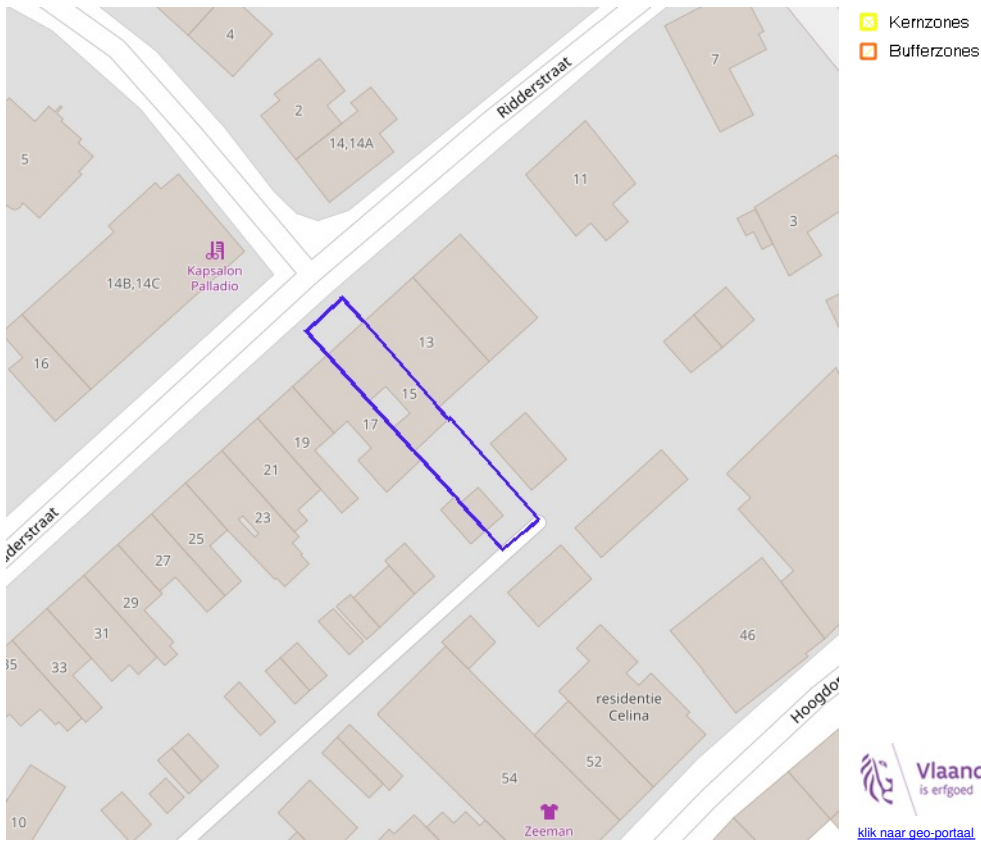 Kernzones
Bufferzones
4
7
Ridderstraat
2
14,14A
5
11
3
Kapsalon
Palladio
14B,14C
13
16
15
17
19
21
23
25
27
29
31
33
35
dderstraat
46
residentie
Celina
Hoogdor
52
54
Zeeman
10
Vlaand
is erfgoed
klik naar geo-portaal